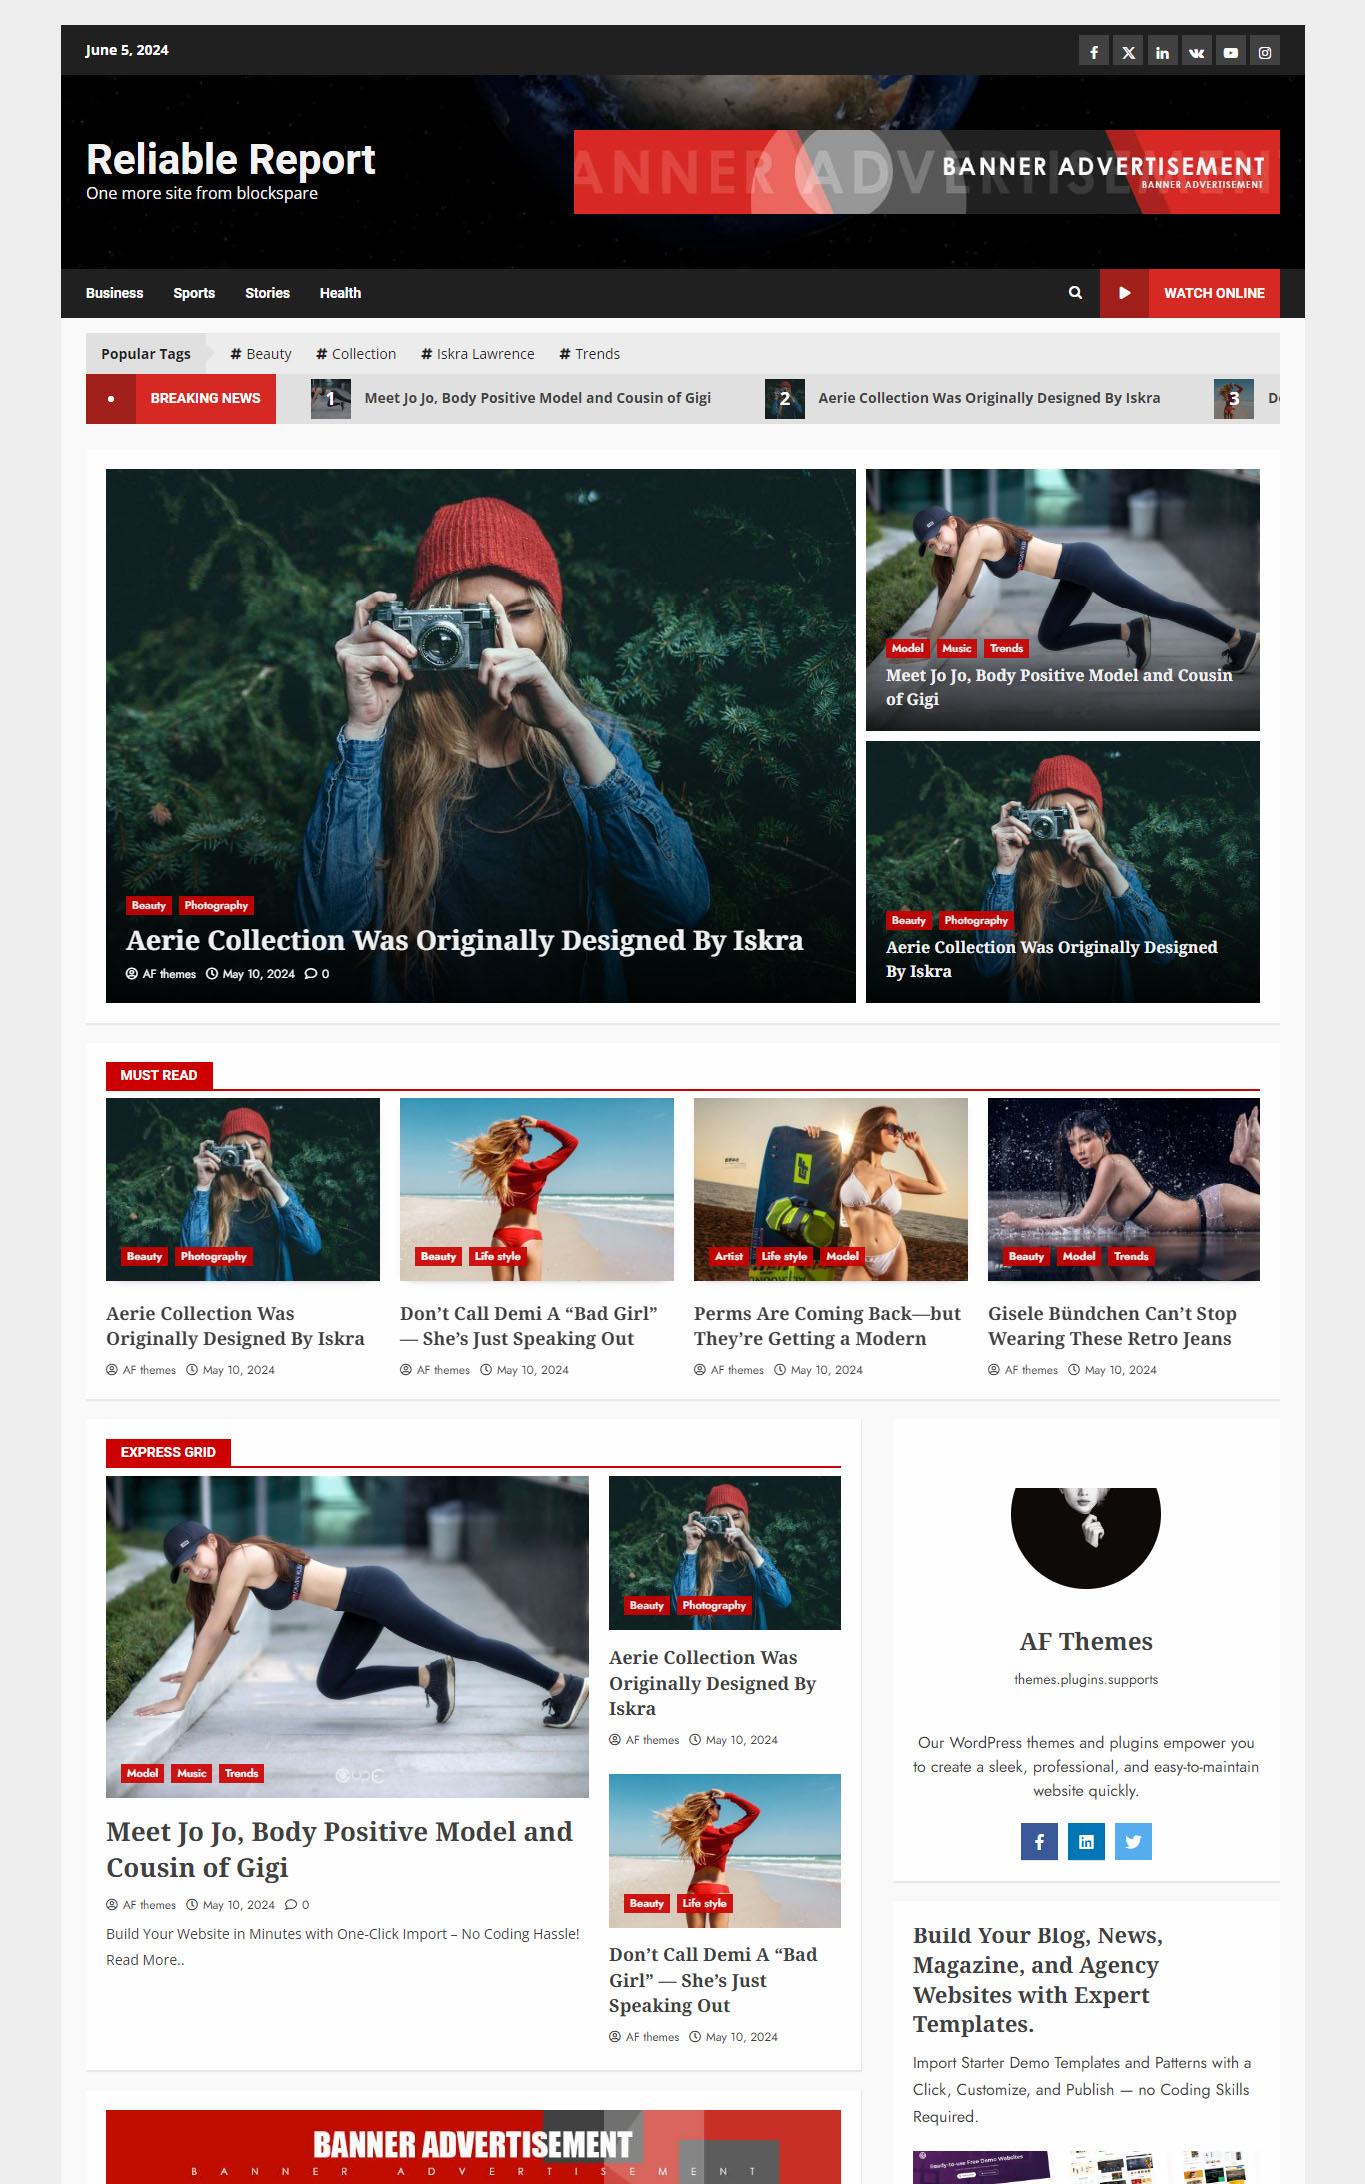 June 5, 2024
Reliable Report
One more site from blockspare
ANNER ADVERTISEMEN
BANNER ADVERTISEMENT
BANNER ADVERTISEMENT
Business Sports Stories Health
WATCH ONLINE
Popular Tags # Beauty # Collection # Iskra Lawrence # Trends
BREAKING NEWS 1 Meet Jo Jo, Body Positive Model and Cousin of Gigi 2 Aerie Collection Was Originally Designed By Iskra 3 D
Beauty Photography
Aerie Collection Was Originally Designed By Iskra
AF themes May 10, 2024 0
Model Music Trends
Meet Jo Jo, Body Positive Model and Cousin
of Gigi
Beauty Photography
Aerie Collection Was Originally Designed
By Iskra
MUST READ
Beauty Photography
Aerie Collection Was
Originally Designed By Iskra
AF themes May 10, 2024
Beauty Life style
Don’t Call Demi A “Bad Girl”
— She’s Just Speaking Out
AF themes May 10, 2024
Artist Life style Model
Perms Are Coming Back—but
They’re Getting a Modern
AF themes May 10, 2024
Beauty Model Trends
Gisele Bündchen Can’t Stop
Wearing These Retro Jeans
AF themes May 10, 2024
EXPRESS GRID
Model Music Trends
Meet Jo Jo, Body Positive Model and
Cousin of Gigi
AF themes May 10, 2024 0
Build Your Website in Minutes with One-Click Import – No Coding Hassle!
Read More..
Beauty Photography
Aerie Collection Was
Originally Designed By
Iskra
AF themes May 10, 2024
Beauty Life style
Don’t Call Demi A “Bad
Girl” — She’s Just
Speaking Out
AF themes May 10, 2024
BANNER ADVERTISEMENT
BANNER ADVERTISEMENT
AF Themes
themes.plugins.supports
Our WordPress themes and plugins empower you
to create a sleek, professional, and easy-to-maintain
website quickly.
Build Your Blog, News,
Magazine, and Agency
Websites with Expert
Templates.
Import Starter Demo Templates and Patterns with a
Click, Customize, and Publish — no Coding Skills
Required.
Easily-to-use Free Demo Websites